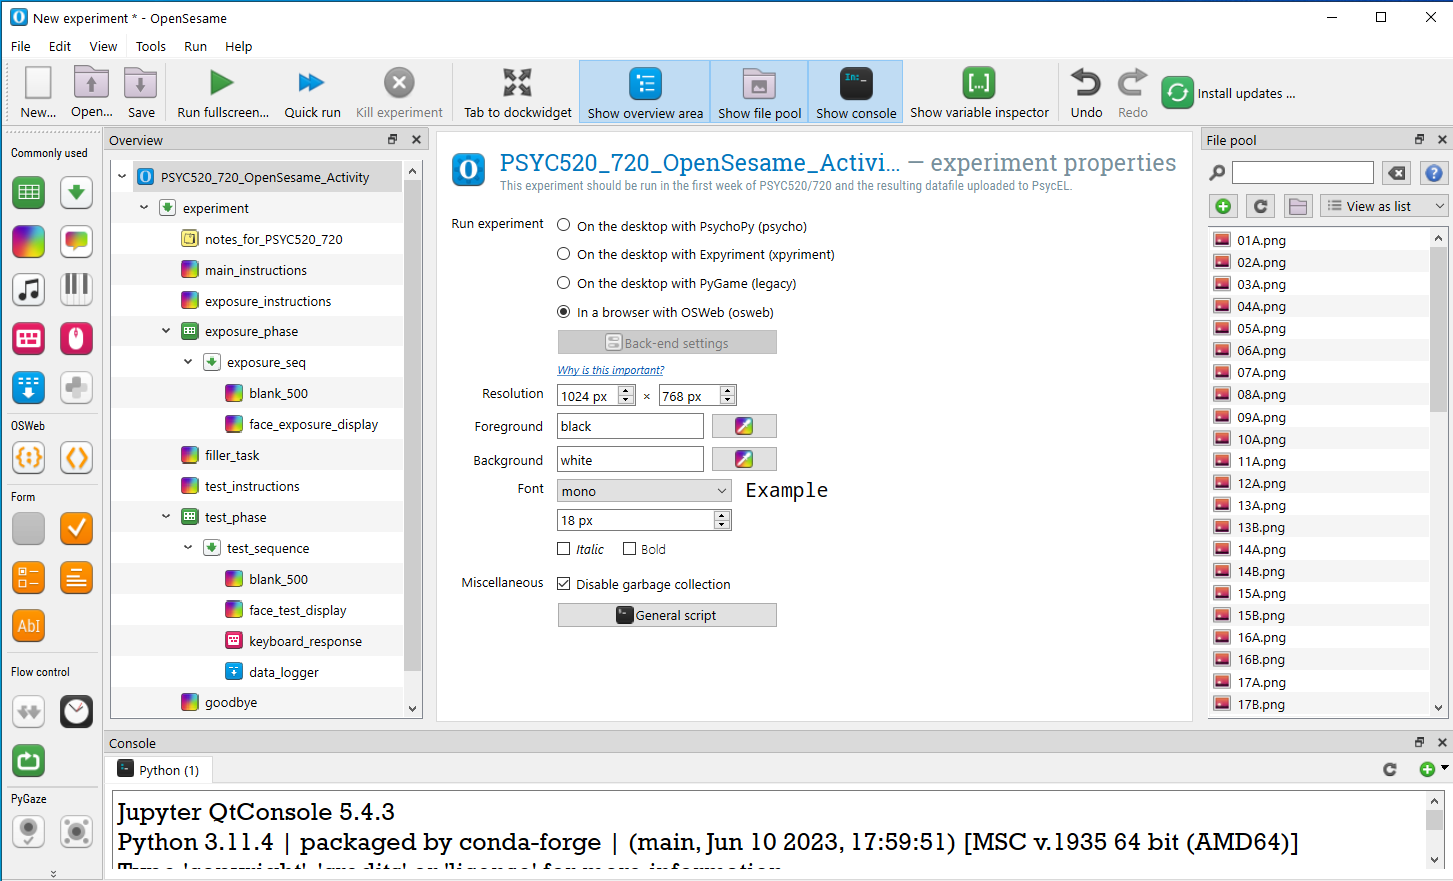 New experiment * - OpenSesame
File Edit View Tools Run Help
New... Open... Save Run fullscreen... Quick run Kill experiment Tab to dockwidget Show overview area Show file pool Show console Show variable inspector Undo Redo Install updates ...
Commonly used
OSWeb
Form
AbI
Flow control
PyGaze
Overview
PSYC520_720_OpenSesame_Activity
experiment
notes_for_PSYC520_720
main_instructions
exposure_instructions
exposure_phase
exposure_seq
blank_500
face_exposure_display
filler_task
test_instructions
test_phase
test_sequence
blank_500
face_test_display
keyboard_response
data_logger
goodbye
PSYC520_720_OpenSesame_Activi... — experiment properties
This experiment should be run in the first week of PSYC520/720 and the resulting datafile uploaded to PsycEL.
Run experiment On the desktop with PsychoPy (psycho)
On the desktop with Expyriment (xpyriment)
On the desktop with PyGame (legacy)
In a browser with OSWeb (osweb)
Back-end settings
Why is this important?
Resolution 1024 px × 768 px
Foreground black
Background white
Font mono Example
18 px
Italic Bold
Miscellaneous Disable garbage collection
General script
File pool
View as list
01A.png
02A.png
03A.png
04A.png
05A.png
06A.png
07A.png
08A.png
09A.png
10A.png
11A.png
12A.png
13A.png
13B.png
14A.png
14B.png
15A.png
15B.png
16A.png
16B.png
17A.png
17B.png
Console
Python (1)
Jupyter QtConsole 5.4.3
Python 3.11.4 | packaged by conda-forge | (main, Jun 10 2023, 17:59:51) [MSC v.1935 64 bit (AMD64)]
Type 'copyright', 'credits' or 'license' for more information